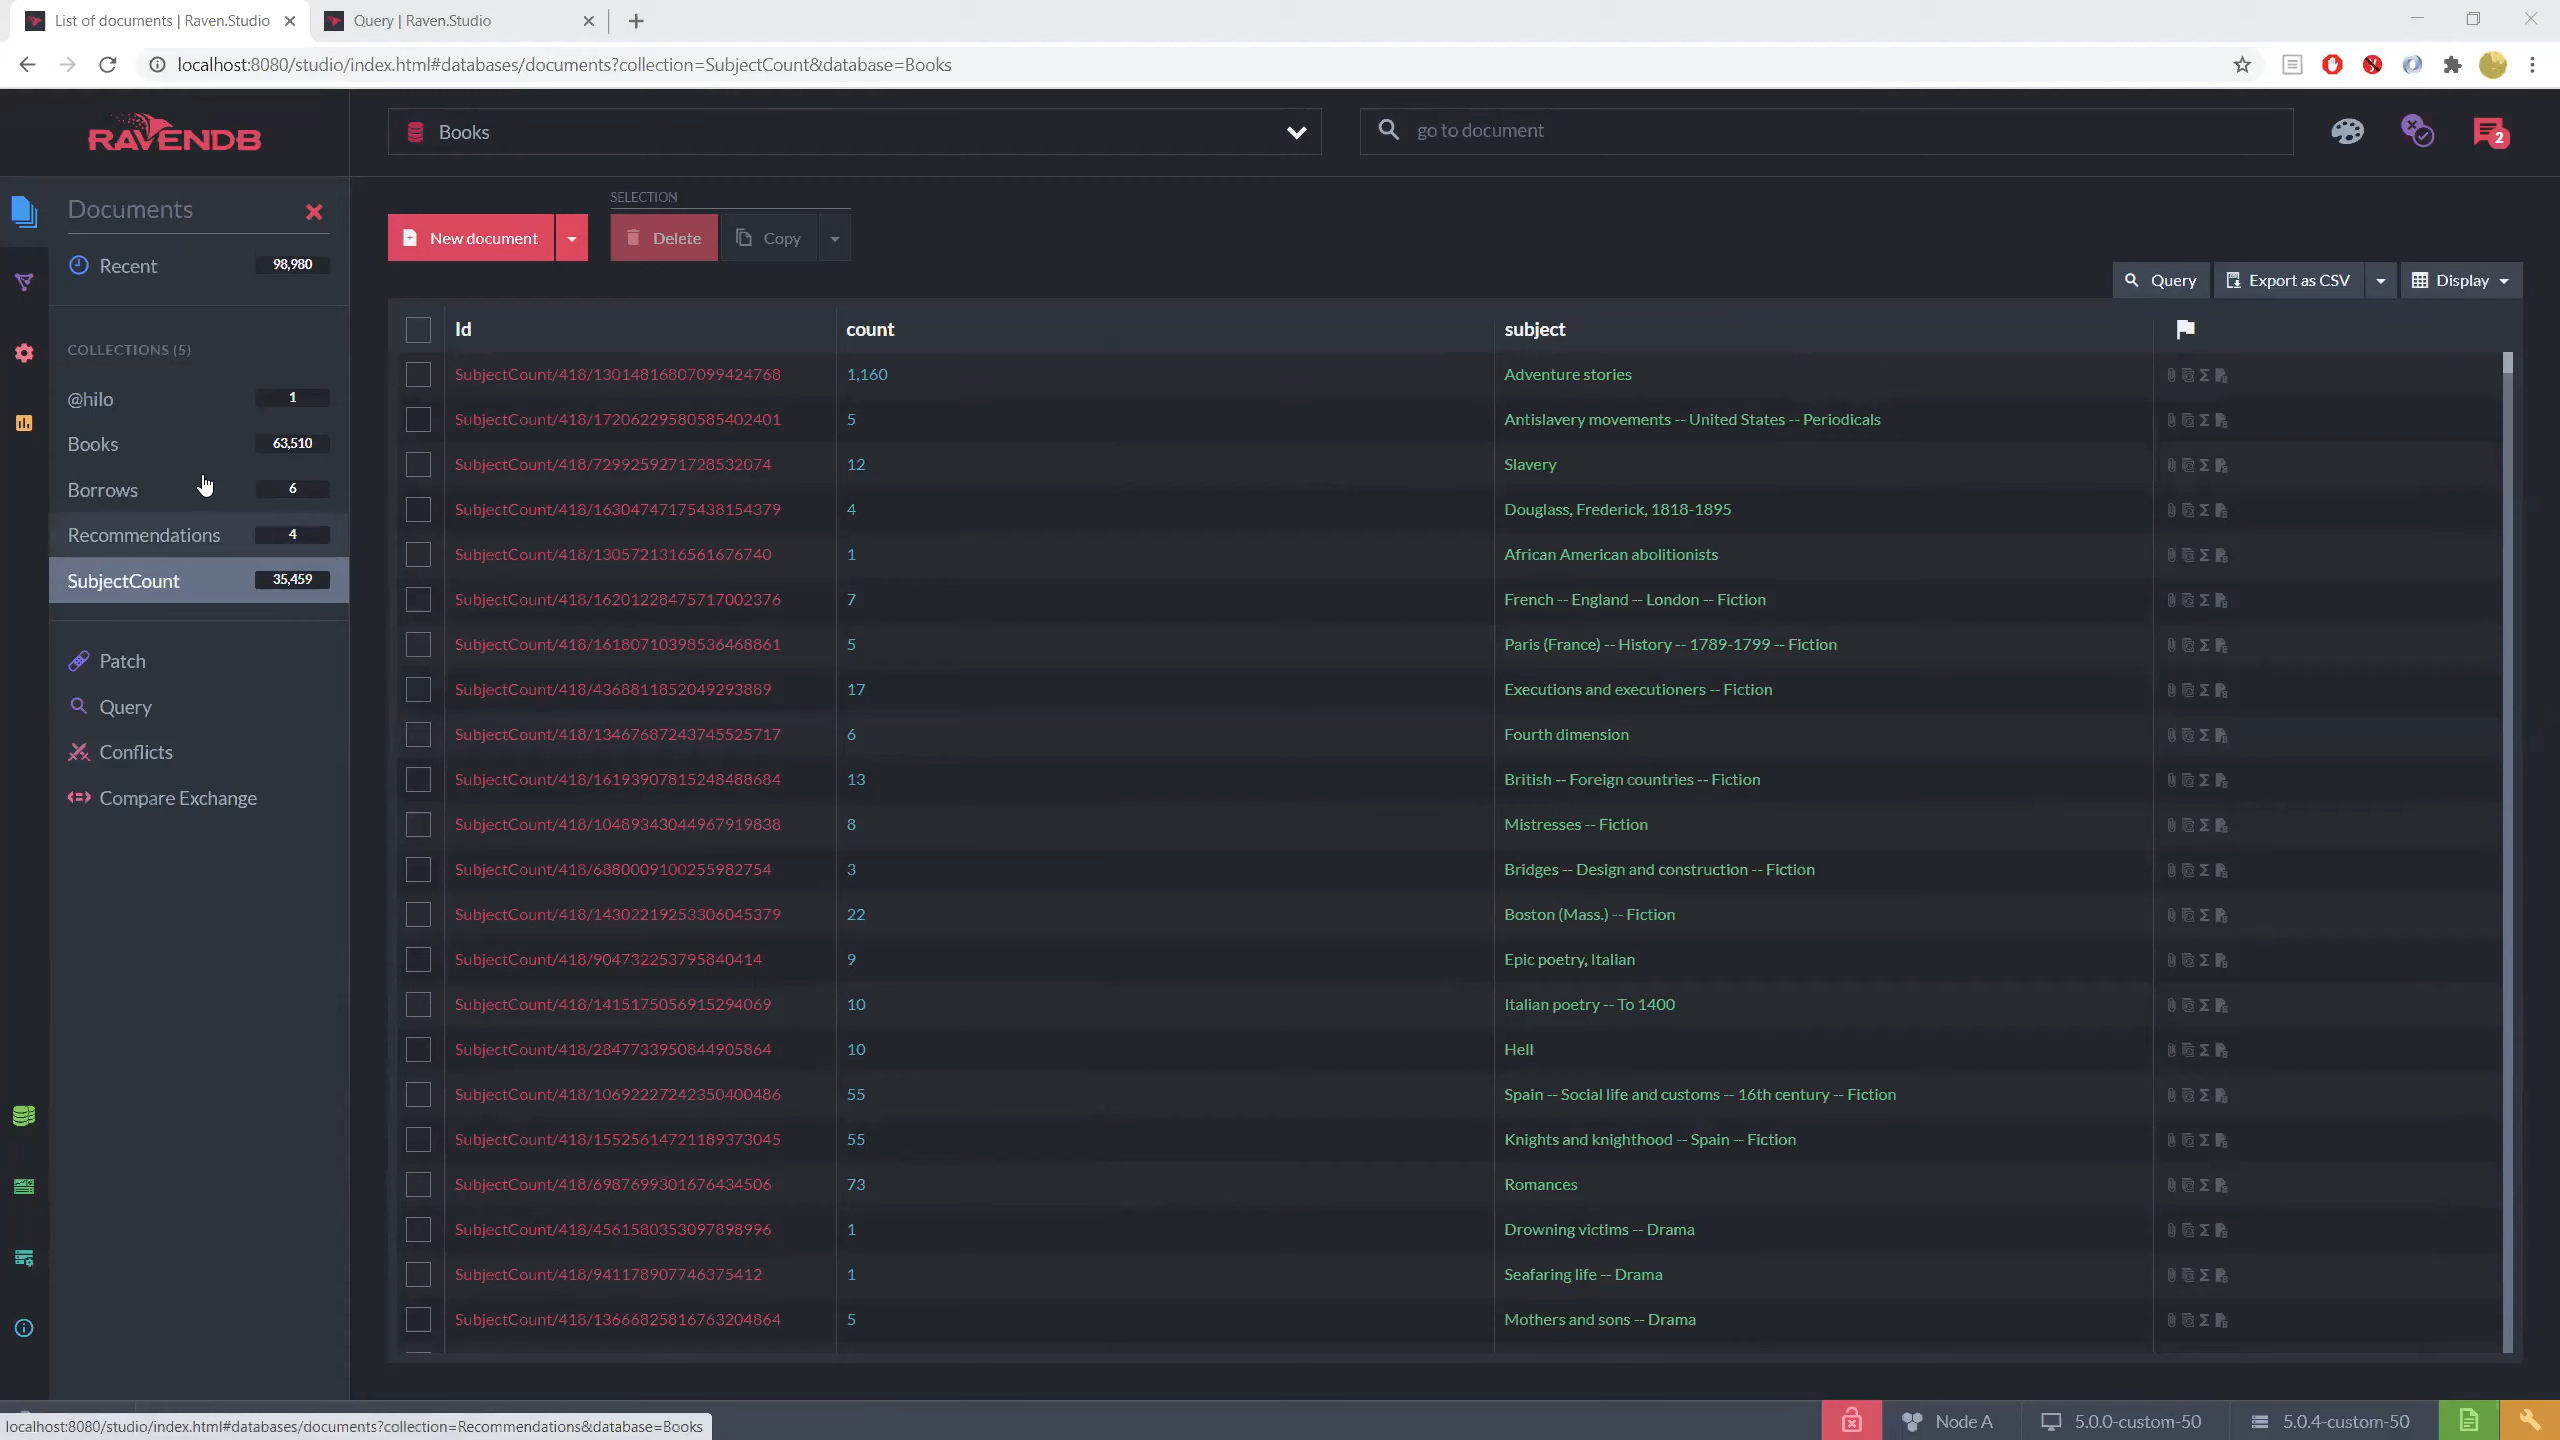 List of documents | Raven.Studio
Query | Raven.Studio
localhost:8080/studio/index.html#databases/documents?collection=SubjectCount&database=Books
RAVENDB
Books
go to document
2
Documents
Recent 98,980
COLLECTIONS (5)
@hilo 1
Books 63,510
Borrows 6
Recommendations 4
SubjectCount 35,459
Patch
Query
Conflicts
Compare Exchange
SELECTION
New document
Delete
Copy
Query
Export as CSV
Display
Id count subject
SubjectCount/418/13014816807099424768 1,160 Adventure stories
SubjectCount/418/17206229580585402401 5 Antislavery movements -- United States -- Periodicals
SubjectCount/418/7299259271728532074 12 Slavery
SubjectCount/418/16304747175438154379 4 Douglass, Frederick, 1818-1895
SubjectCount/418/1305721316561676740 1 African American abolitionists
SubjectCount/418/16201228475717002376 7 French -- England -- London -- Fiction
SubjectCount/418/16180710398536468861 5 Paris (France) -- History -- 1789-1799 -- Fiction
SubjectCount/418/4368811852049293889 17 Executions and executioners -- Fiction
SubjectCount/418/13467687243745525717 6 Fourth dimension
SubjectCount/418/16193907815248488684 13 British -- Foreign countries -- Fiction
SubjectCount/418/10489343044967919838 8 Mistresses -- Fiction
SubjectCount/418/6880009100255982754 3 Bridges -- Design and construction -- Fiction
SubjectCount/418/14302219253306045379 22 Boston (Mass.) -- Fiction
SubjectCount/418/904732253795840414 9 Epic poetry, Italian
SubjectCount/418/1415175056915294069 10 Italian poetry -- To 1400
SubjectCount/418/2847733950844905864 10 Hell
SubjectCount/418/10692227242350400486 55 Spain -- Social life and customs -- 16th century -- Fiction
SubjectCount/418/15525614721189373045 55 Knights and knighthood -- Spain -- Fiction
SubjectCount/418/6987699301676434506 73 Romances
SubjectCount/418/4561580353097898996 1 Drowning victims -- Drama
SubjectCount/418/941178907746375412 1 Seafaring life -- Drama
SubjectCount/418/13666825816763204864 5 Mothers and sons -- Drama
localhost:8080/studio/index.html#databases/documents?collection=Recommendations&database=Books
Node A
5.0.0-custom-50
5.0.4-custom-50